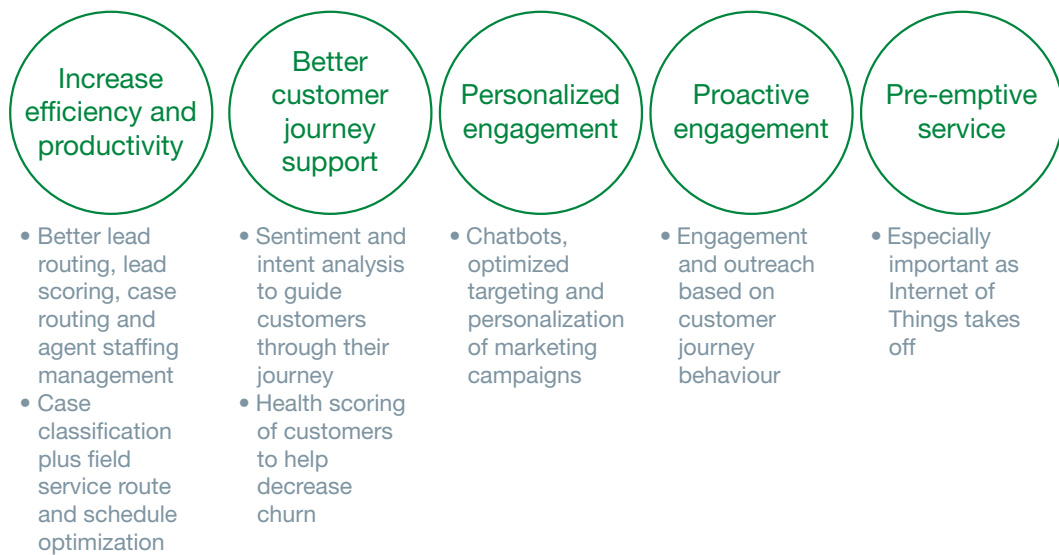 Increase
efficiency and
productivity
Better
customer
journey
support
Personalized
engagement
Proactive
engagement
Pre-emptive
service
• Better lead
routing, lead
scoring, case
routing and
agent staffing
management
• Case
classification
plus field
service route
and schedule
optimization
• Sentiment and
intent analysis
to guide
customers
through their
journey
• Health scoring
of customers
to help
decrease
churn
• Chatbots,
optimized
targeting and
personalization
of marketing
campaigns
• Engagement
and outreach
based on
customer
journey
behaviour
• Especially
important as
Internet of
Things takes
off